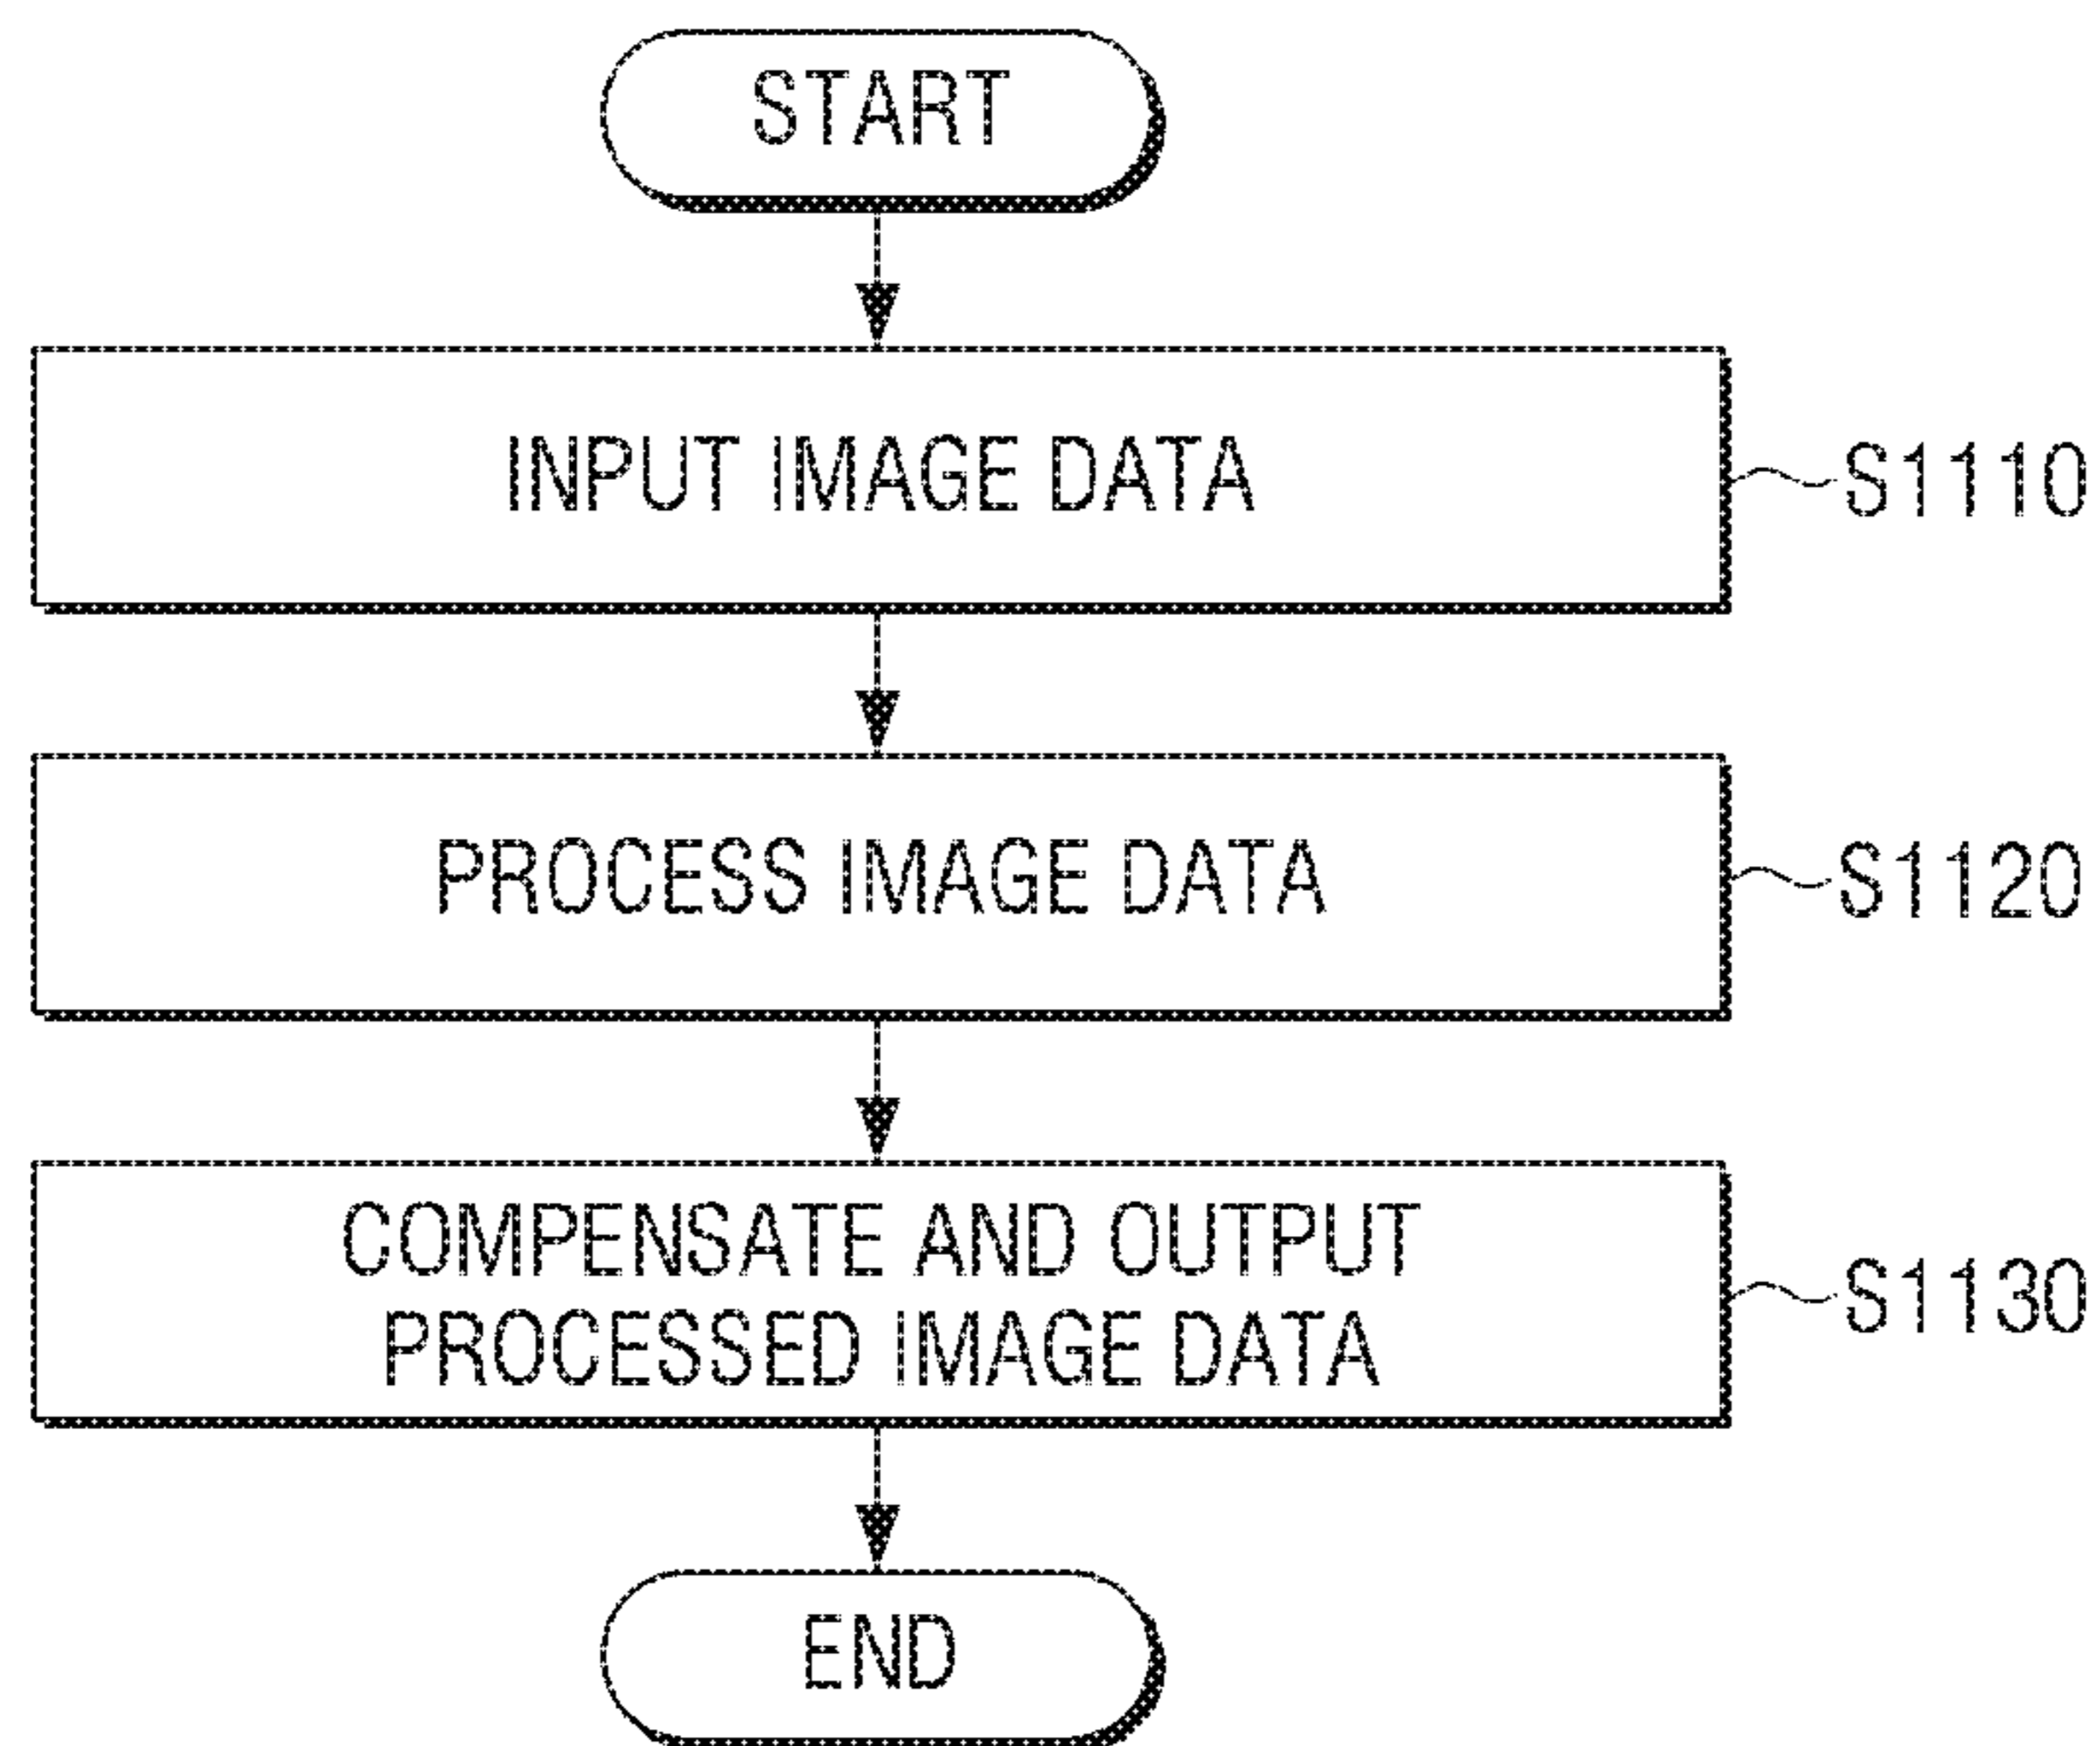 START
INPUT IMAGE DATA
S1110
PROCESS IMAGE DATA
S1120
COMPENSATE AND OUTPUT
PROCESSED IMAGE DATA
S1130
END